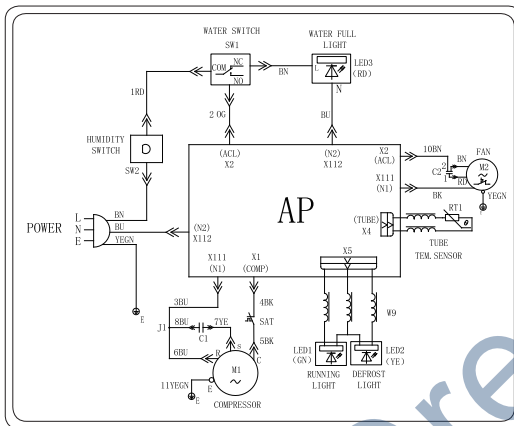 WATER SWITCH
SW1
WATER FULL
LIGHT
COM
NC
NO
BN
L
N
LED3
(RD)
1RD
2 OG
BU
HUMIDITY
SWITCH
SW2
D
(ACL)
X2
(N2)
X112
X2
(ACL)
10BN
FAN
BN
M2
C2
2
1
RD
X111
(N1)
BK
YEGN
E
AP
(TUBE)
X4
RT1
θ
TUBE
TEM. SENSOR
POWER
L
N
E
BN
BU
YEGN
(N2)
X112
E
X111
(N1)
X1
(COMP)
X5
W9
3BU
4BK
SAT
J1
8BU
7YE
C1
5BK
6BU
R
S
C
M1
11YEGN
E
E
COMPRESSOR
LED1
(GN)
LED2
(YE)
RUNNING
LIGHT
DEFROST
LIGHT